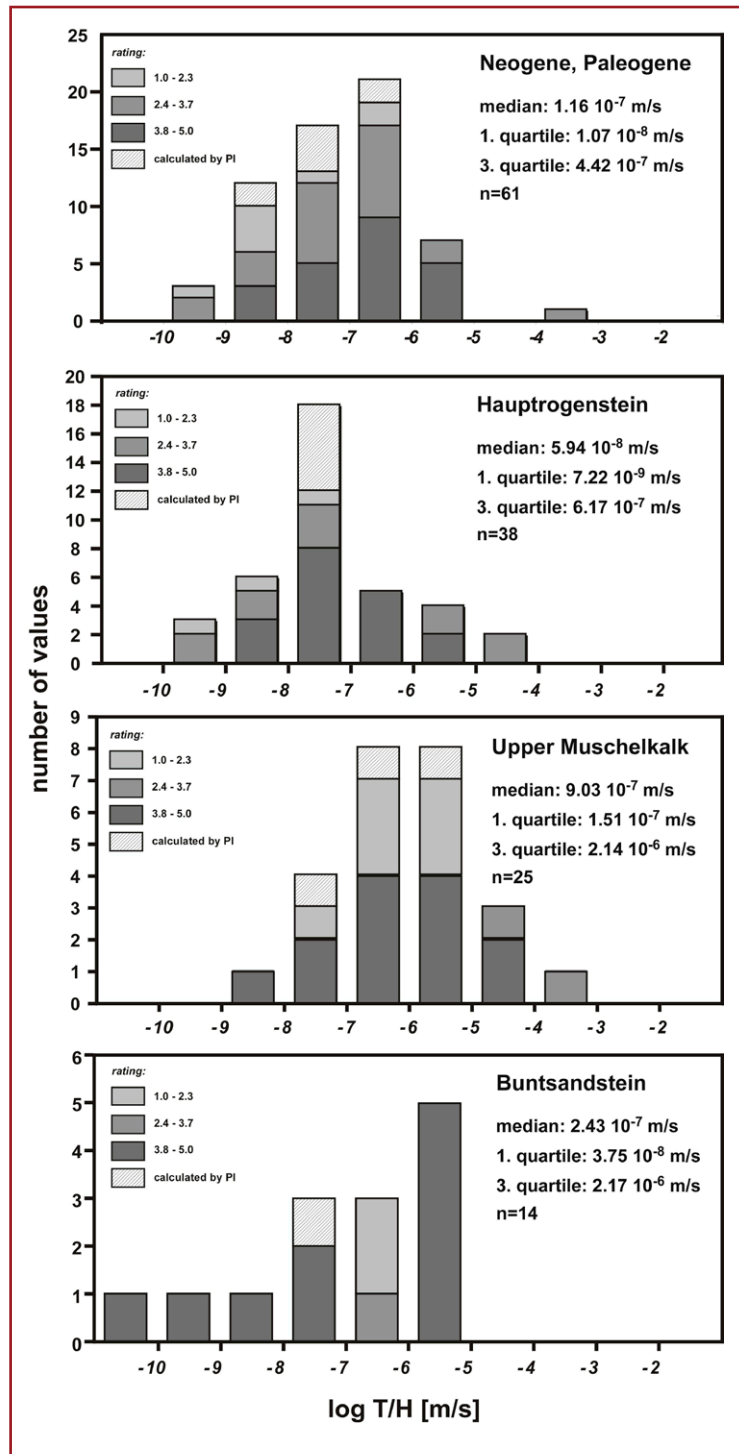 number of values
25
20
15
10
5
0
rating:
1.0 - 2.3
2.4 - 3.7
3.8 - 5.0
calculated by PI
Neogene, Paleogene
median: 1.16 10⁻⁷ m/s
1. quartile: 1.07 10⁻⁸ m/s
3. quartile: 4.42 10⁻⁷ m/s
n=61
-10 -9 -8 -7 -6 -5 -4 -3 -2
20
18
16
14
12
10
8
6
4
2
0
rating:
1.0 - 2.3
2.4 - 3.7
3.8 - 5.0
calculated by PI
Hauptrogenstein
median: 5.94 10⁻⁸ m/s
1. quartile: 7.22 10⁻⁹ m/s
3. quartile: 6.17 10⁻⁷ m/s
n=38
-10 -9 -8 -7 -6 -5 -4 -3 -2
9
8
7
6
5
4
3
2
1
0
rating:
1.0 - 2.3
2.4 - 3.7
3.8 - 5.0
calculated by PI
Upper Muschelkalk
median: 9.03 10⁻⁷ m/s
1. quartile: 1.51 10⁻⁷ m/s
3. quartile: 2.14 10⁻⁶ m/s
n=25
-10 -9 -8 -7 -6 -5 -4 -3 -2
6
5
4
3
2
1
0
rating:
1.0 - 2.3
2.4 - 3.7
3.8 - 5.0
calculated by PI
Buntsandstein
median: 2.43 10⁻⁷ m/s
1. quartile: 3.75 10⁻⁸ m/s
3. quartile: 2.17 10⁻⁶ m/s
n=14
-10 -9 -8 -7 -6 -5 -4 -3 -2
log T/H [m/s]